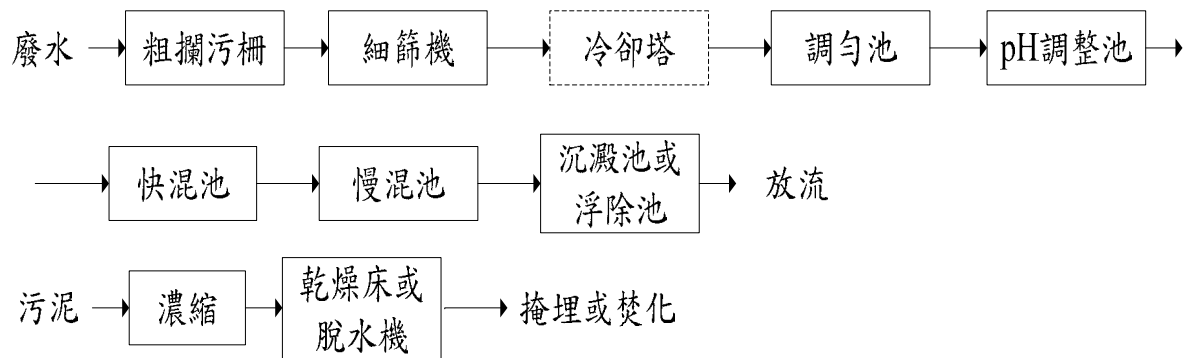 廢水
粗攔污柵
細篩機
冷卻塔
調勻池
pH調整池
快混池
慢混池
沉澱池或
浮除池
放流
污泥
濃縮
乾燥床或
脫水機
掩埋或焚化